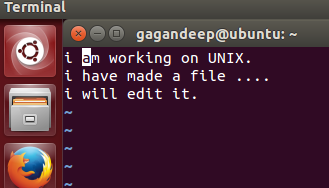 Terminal
gagandeep@ubuntu: ~
i am working on UNIX.
i have made a file ....
i will edit it.
~
~
~
~
~